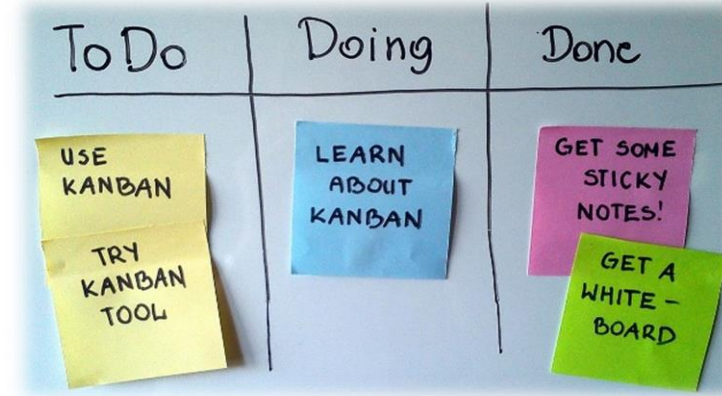 To Do
Doing
Done
USE
KANBAN
TRY
KANBAN
TOOL
LEARN
ABOUT
KANBAN
GET SOME
STICKY
NOTES!
GET A
WHITE -
BOARD